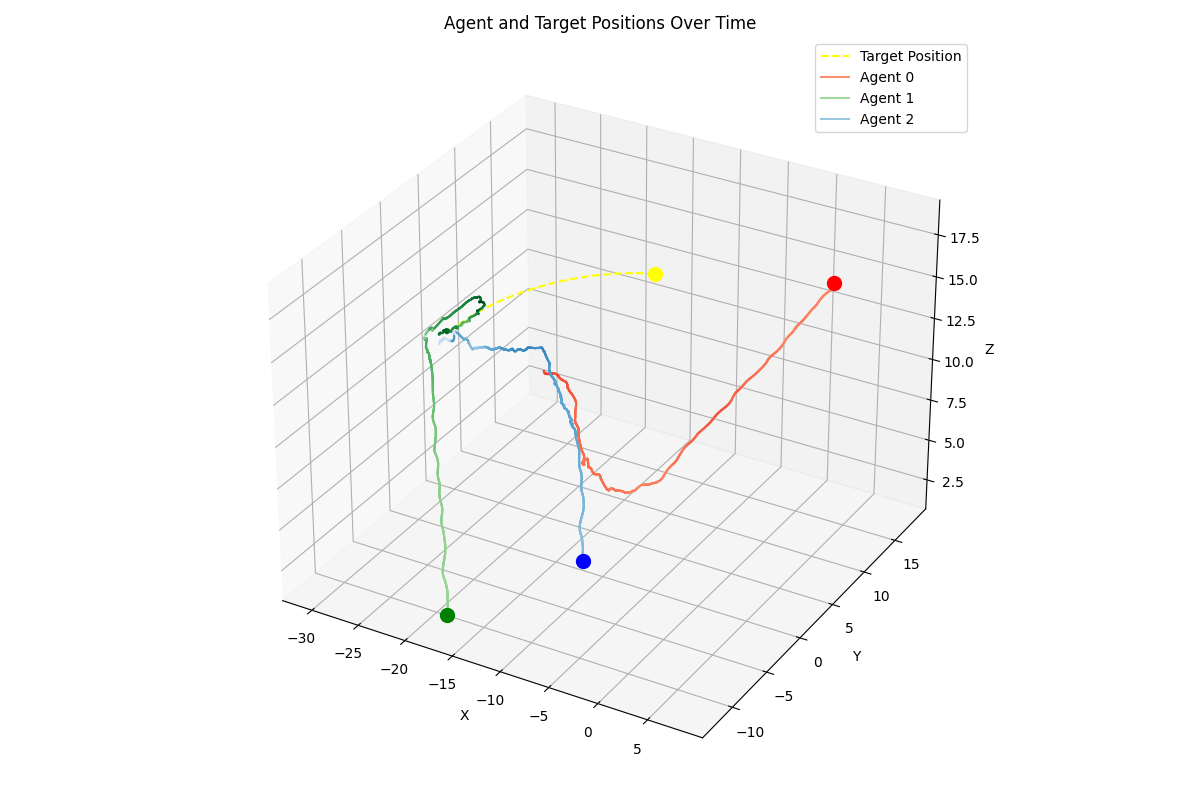 Agent and Target Positions Over Time
Target Position
Agent 0
Agent 1
Agent 2
17.5
15.0
12.5
10.0
7.5
5.0
2.5
Z
15
10
5
0
−5
−10
Y
−30
−25
−20
−15
−10
−5
0
5
X